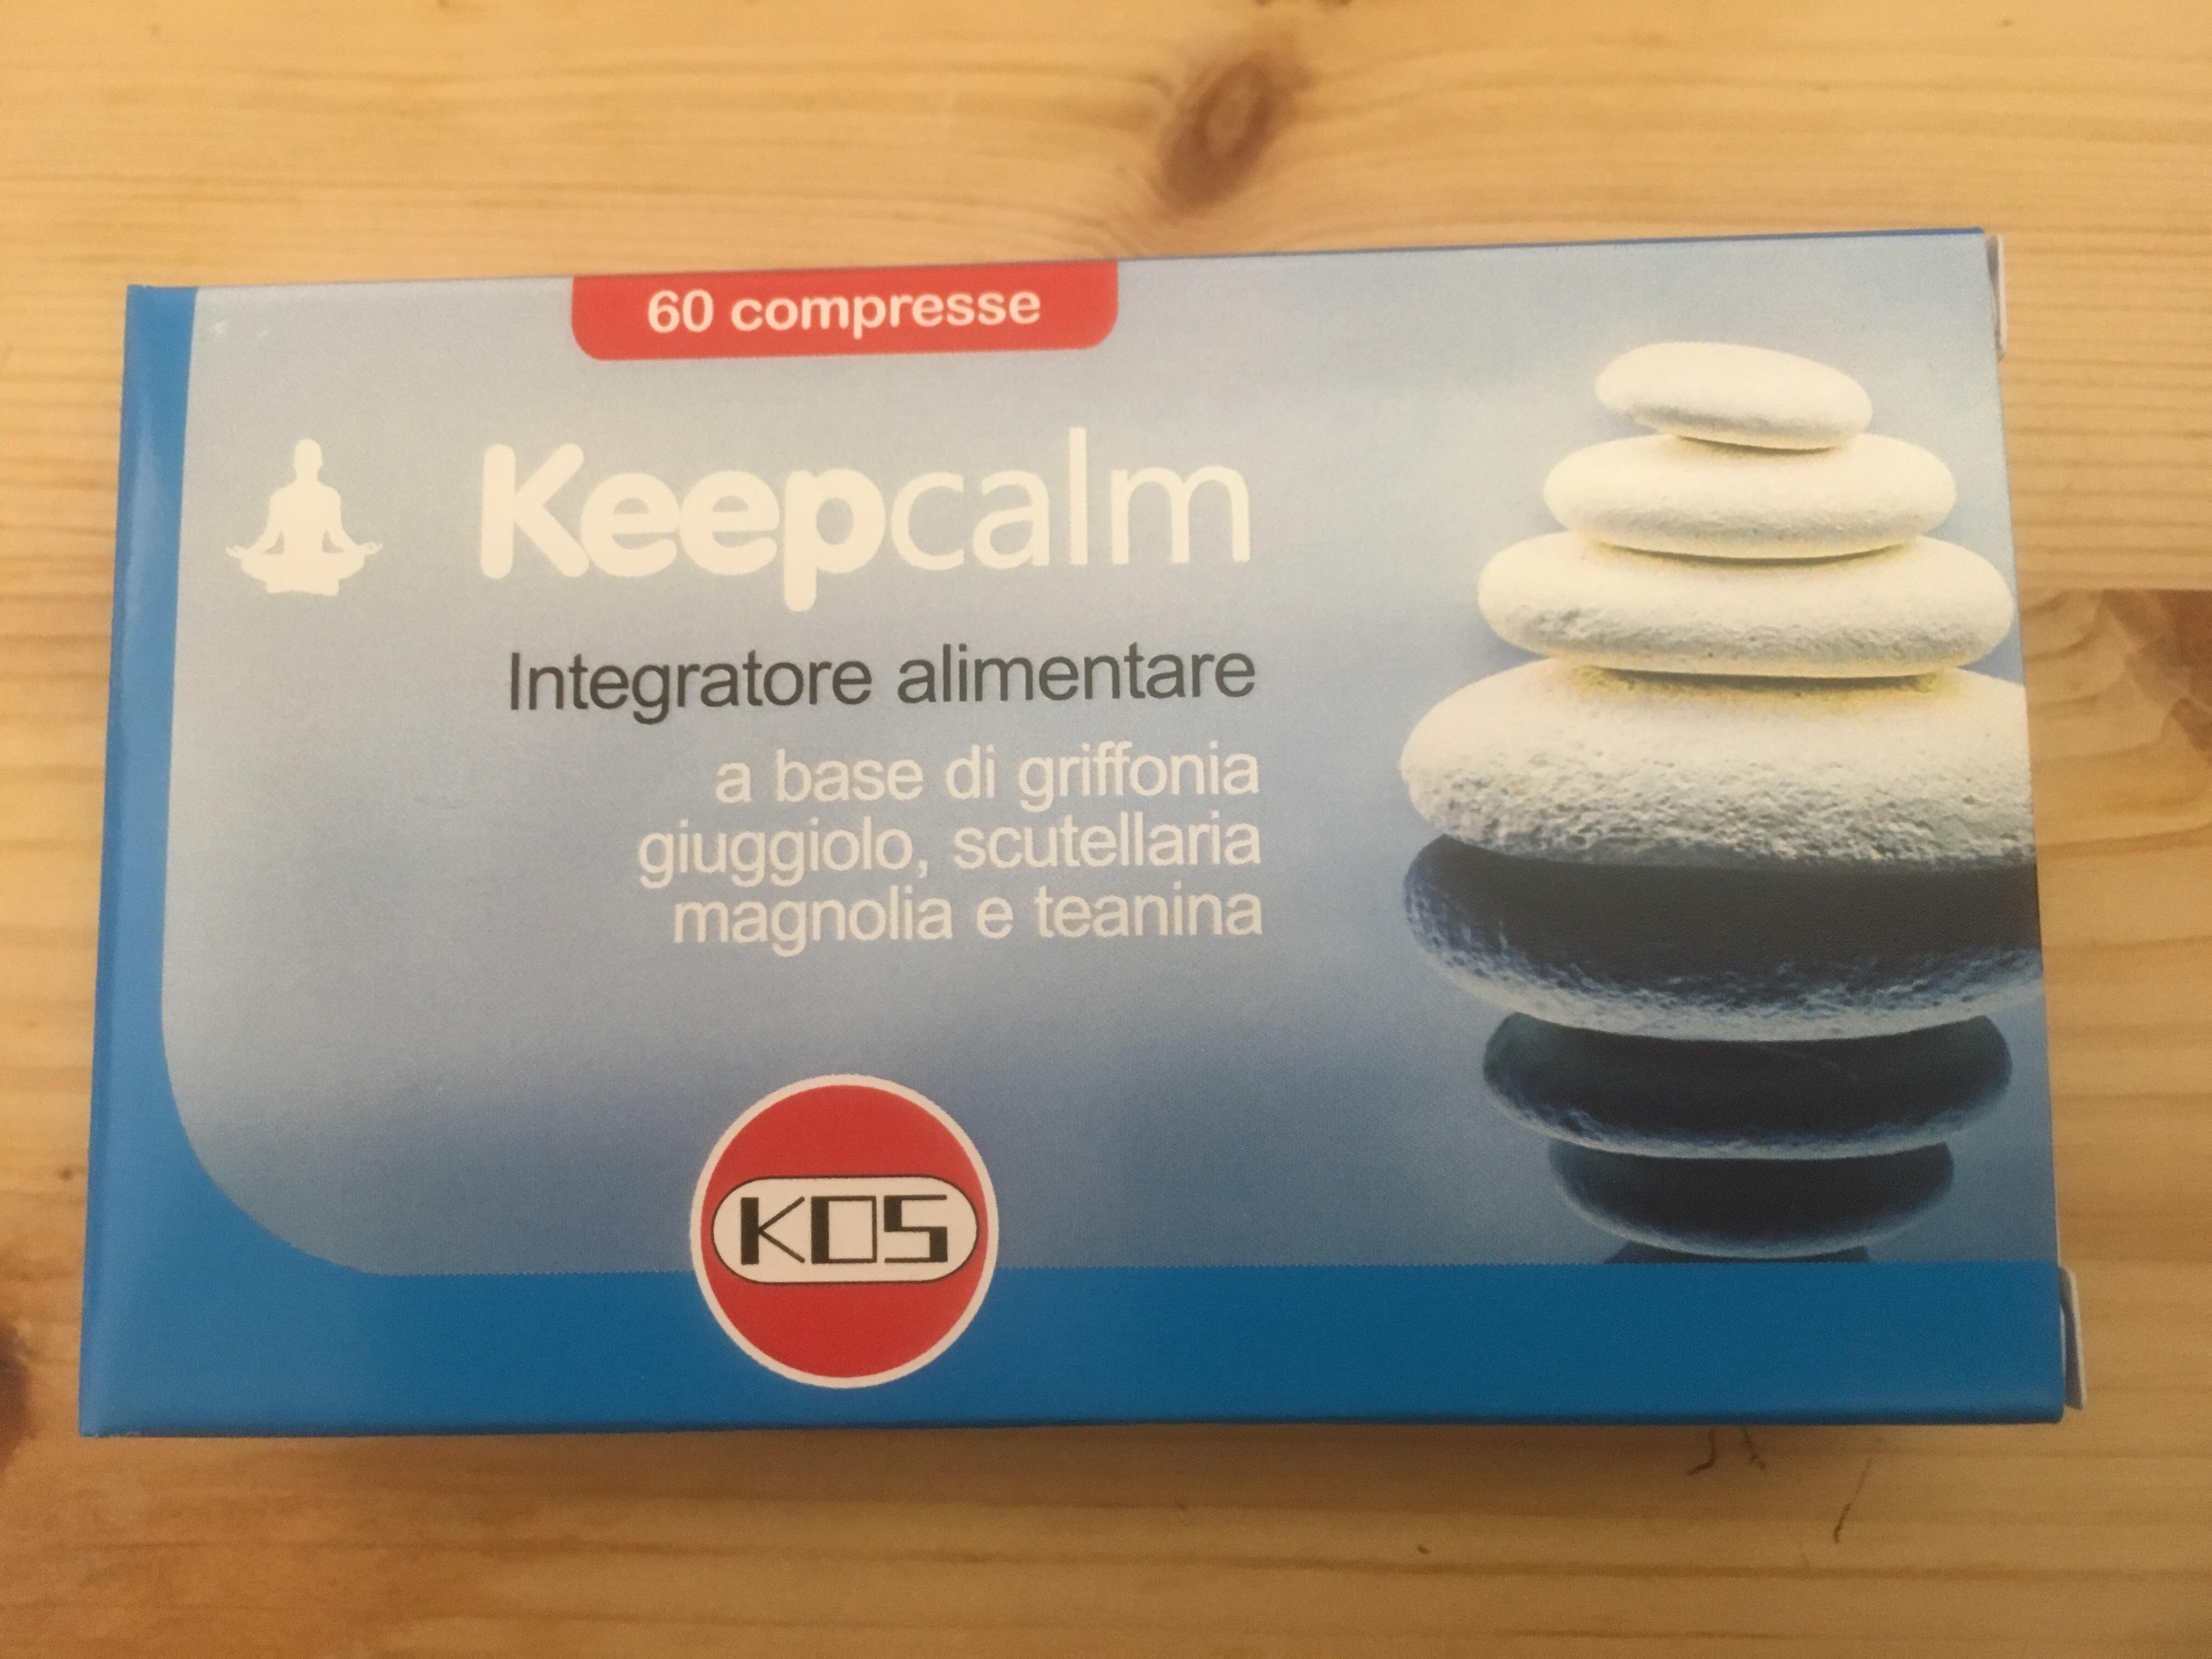 60 compresse
Keepcalm
Integratore alimentare
a base di griffonia
giuggiolo, scutellaria
magnolia e teanina
KOS